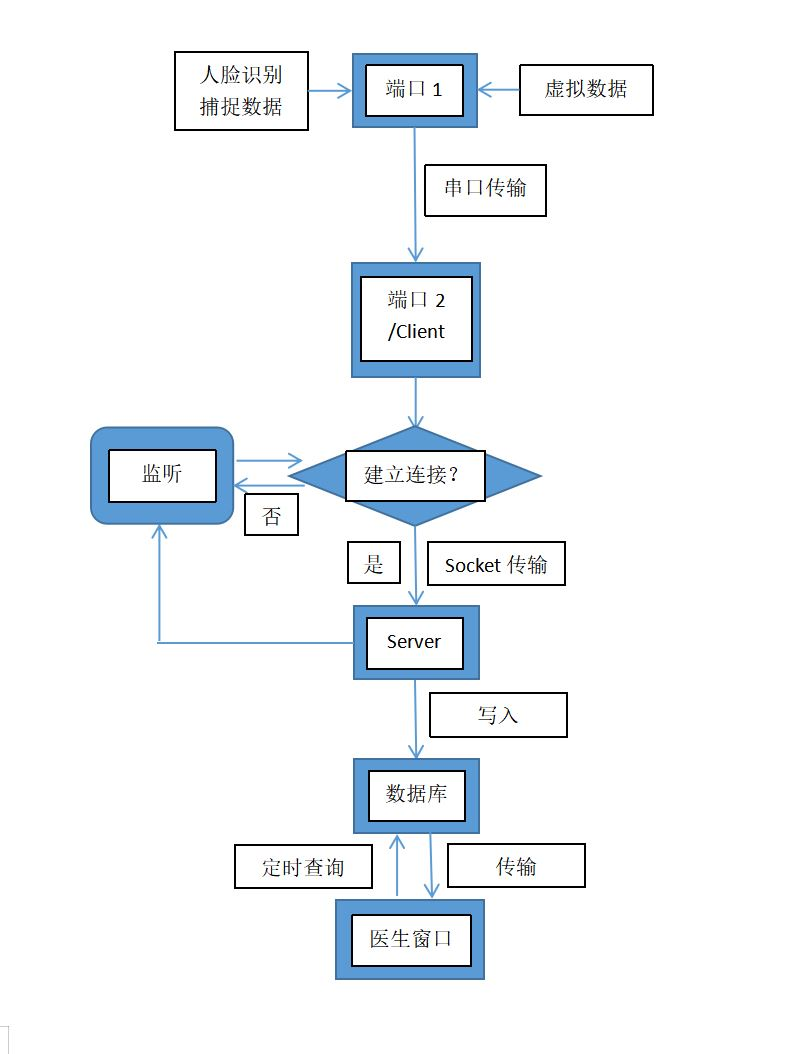 人脸识别
捕捉数据
端口 1
虚拟数据
串口传输
端口 2
/Client
监听
建立连接？
否
是
Socket 传输
Server
写入
数据库
定时查询
传输
医生窗口